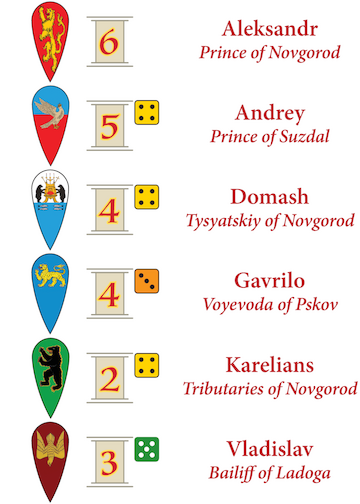 6
Aleksandr
Prince of Novgorod
5
Andrey
Prince of Suzdal
4
Domash
Tysyatskiy of Novgorod
4
Gavrilo
Voyevoda of Pskov
2
Karelians
Tributaries of Novgorod
3
Vladislav
Bailiff of Ladoga